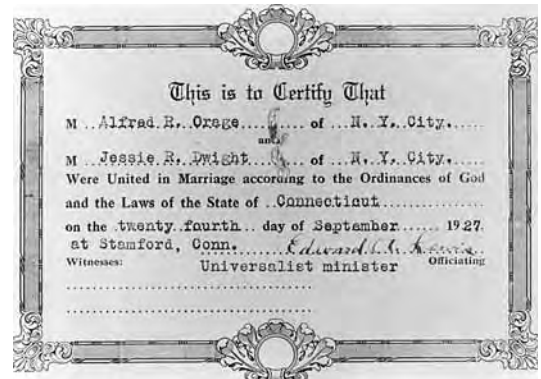 This is to Certify That
M ..Alfred R. Orage......... of ...N. Y. City......
and
M ..Jessie R. Dwight........ of ...N. Y. City......
Were United in Marriage according to the Ordinances of God
and the Laws of the State of ..Connecticut...............
on the .twenty fourth... day of September...... 1927.
at Stamford, Conn. Edward
Witnesses: Universalist minister Officiating